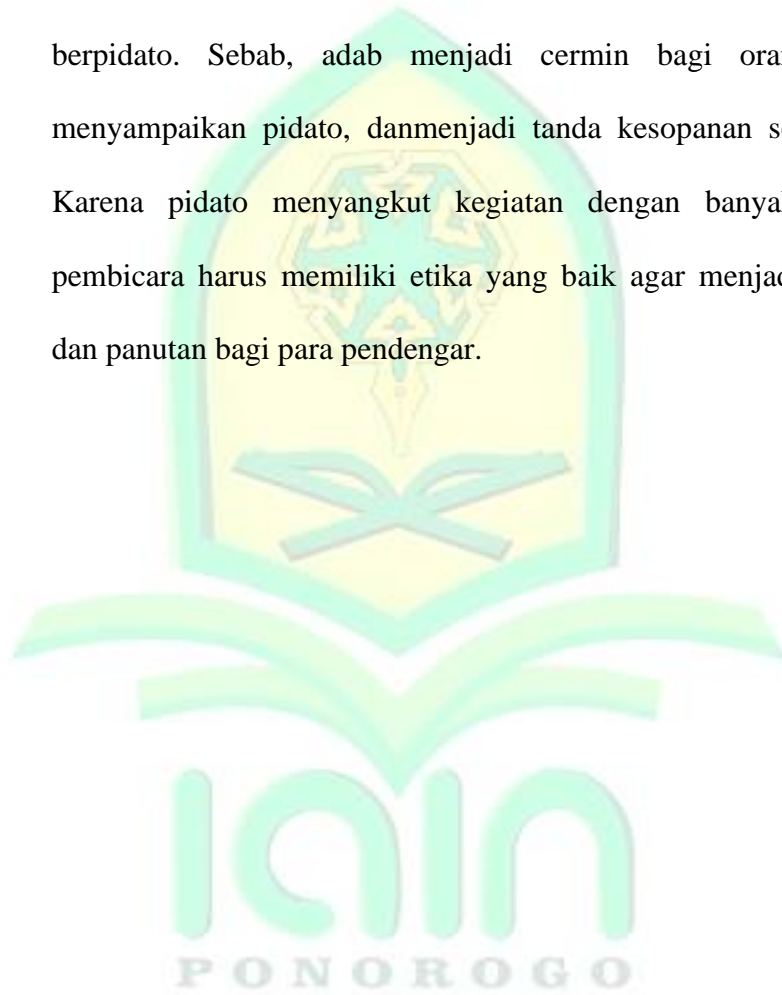 berpidato. Sebab, adab menjadi cermin bagi
menyampaikan pidato, danmenjadi tanda kesopanan
Karena pidato menyangkut kegiatan dengan
pembicara harus memiliki etika yang baik agar
dan panutan bagi para pendengar.
IAIN
PONOROGO